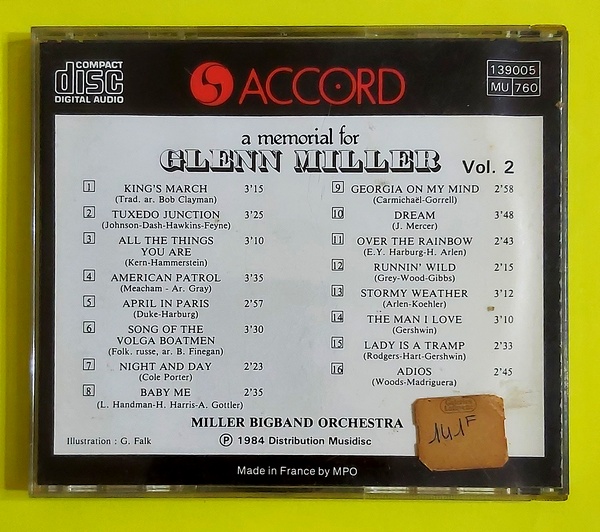 COMPACT
disc
DIGITAL AUDIO
ACCORD
139005
MU 760
a memorial for
GLENN MILLER Vol. 2
1 KING'S MARCH 3'15
(Trad. ar. Bob Clayman)
2 TUXEDO JUNCTION 3'25
(Johnson-Dash-Hawkins-Feyne)
3 ALL THE THINGS 3'10
YOU ARE
(Kern-Hammerstein)
4 AMERICAN PATROL 3'35
(Meacham - Ar. Gray)
5 APRIL IN PARIS 2'57
(Duke-Harburg)
6 SONG OF THE 3'30
VOLGA BOATMEN
(Folk. russe, ar. B. Finegan)
7 NIGHT AND DAY 2'23
(Cole Porter)
8 BABY ME 2'35
(L. Handman-H. Harris-A. Gottler)
9 GEORGIA ON MY MIND 2'58
(Carmichaël-Gorrell)
10 DREAM 3'48
(J. Mercer)
11 OVER THE RAINBOW 2'43
(E.Y. Harburg-H. Arlen)
12 RUNNIN' WILD 2'15
(Grey-Wood-Gibbs)
13 STORMY WEATHER 3'12
(Arlen-Koehler)
14 THE MAN I LOVE 3'10
(Gershwin)
15 LADY IS A TRAMP 2'33
(Rodgers-Hart-Gershwin)
16 ADIOS 2'45
(Woods-Madriguera)
MILLER BIGBAND ORCHESTRA
Illustration : G. Falk
Ⓟ 1984 Distribution Musidisc
141F
Made in France by MPO